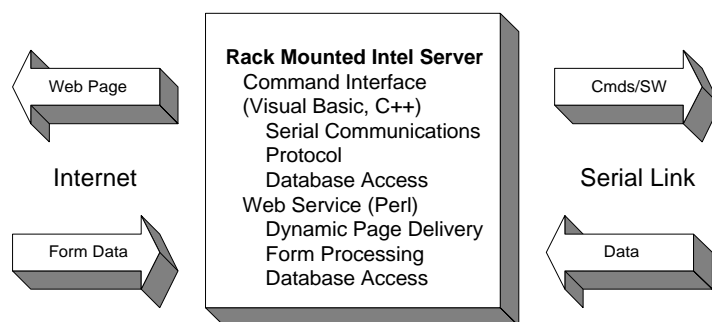 Web Page
Internet
Form Data
Rack Mounted Intel Server
Command Interface
(Visual Basic, C++)
Serial Communications
Protocol
Database Access
Web Service (Perl)
Dynamic Page Delivery
Form Processing
Database Access
Cmds/SW
Serial Link
Data